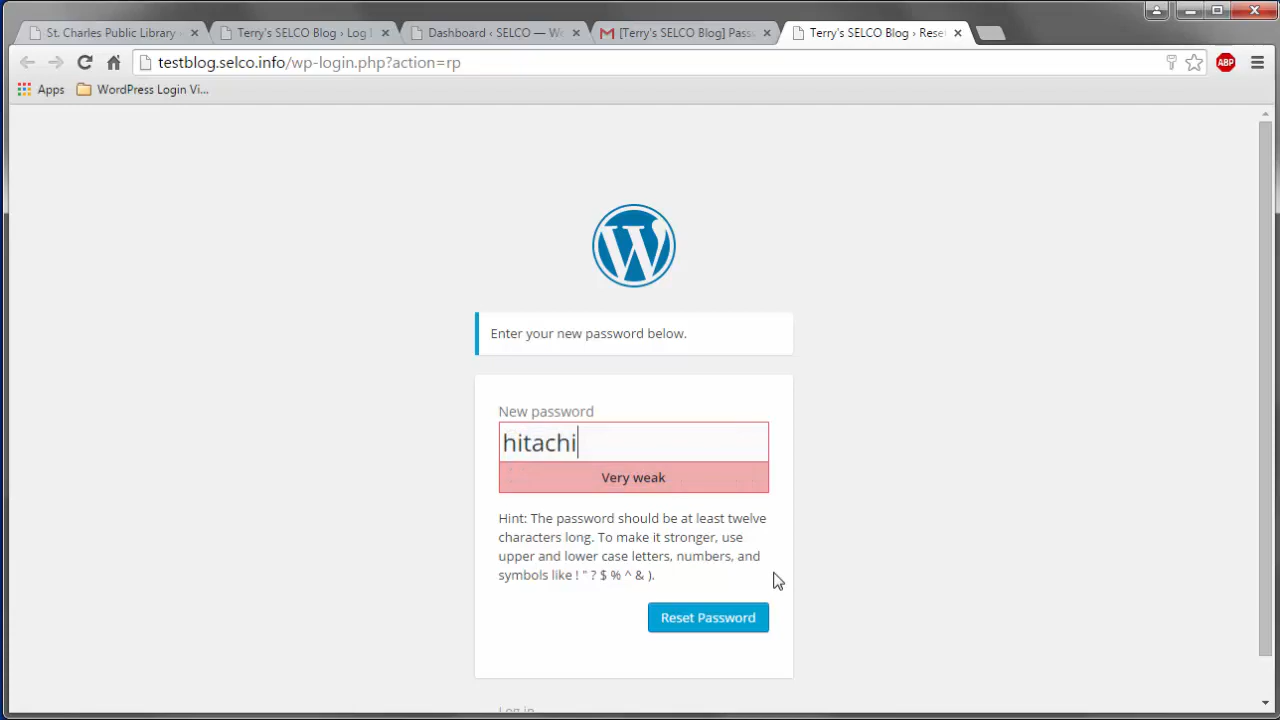 St. Charles Public Library
Terry's SELCO Blog › Log
Dashboard ‹ SELCO — W
[Terry's SELCO Blog] Pass
Terry's SELCO Blog › Rese
testblog.selco.info/wp-login.php?action=rp
ABP
Apps
WordPress Login Vi...
W
Enter your new password below.
New password
hitachi
Very weak
Hint: The password should be at least twelve
characters long. To make it stronger, use
upper and lower case letters, numbers, and
symbols like ! " ? $ % ^ & ).
Reset Password
Log in